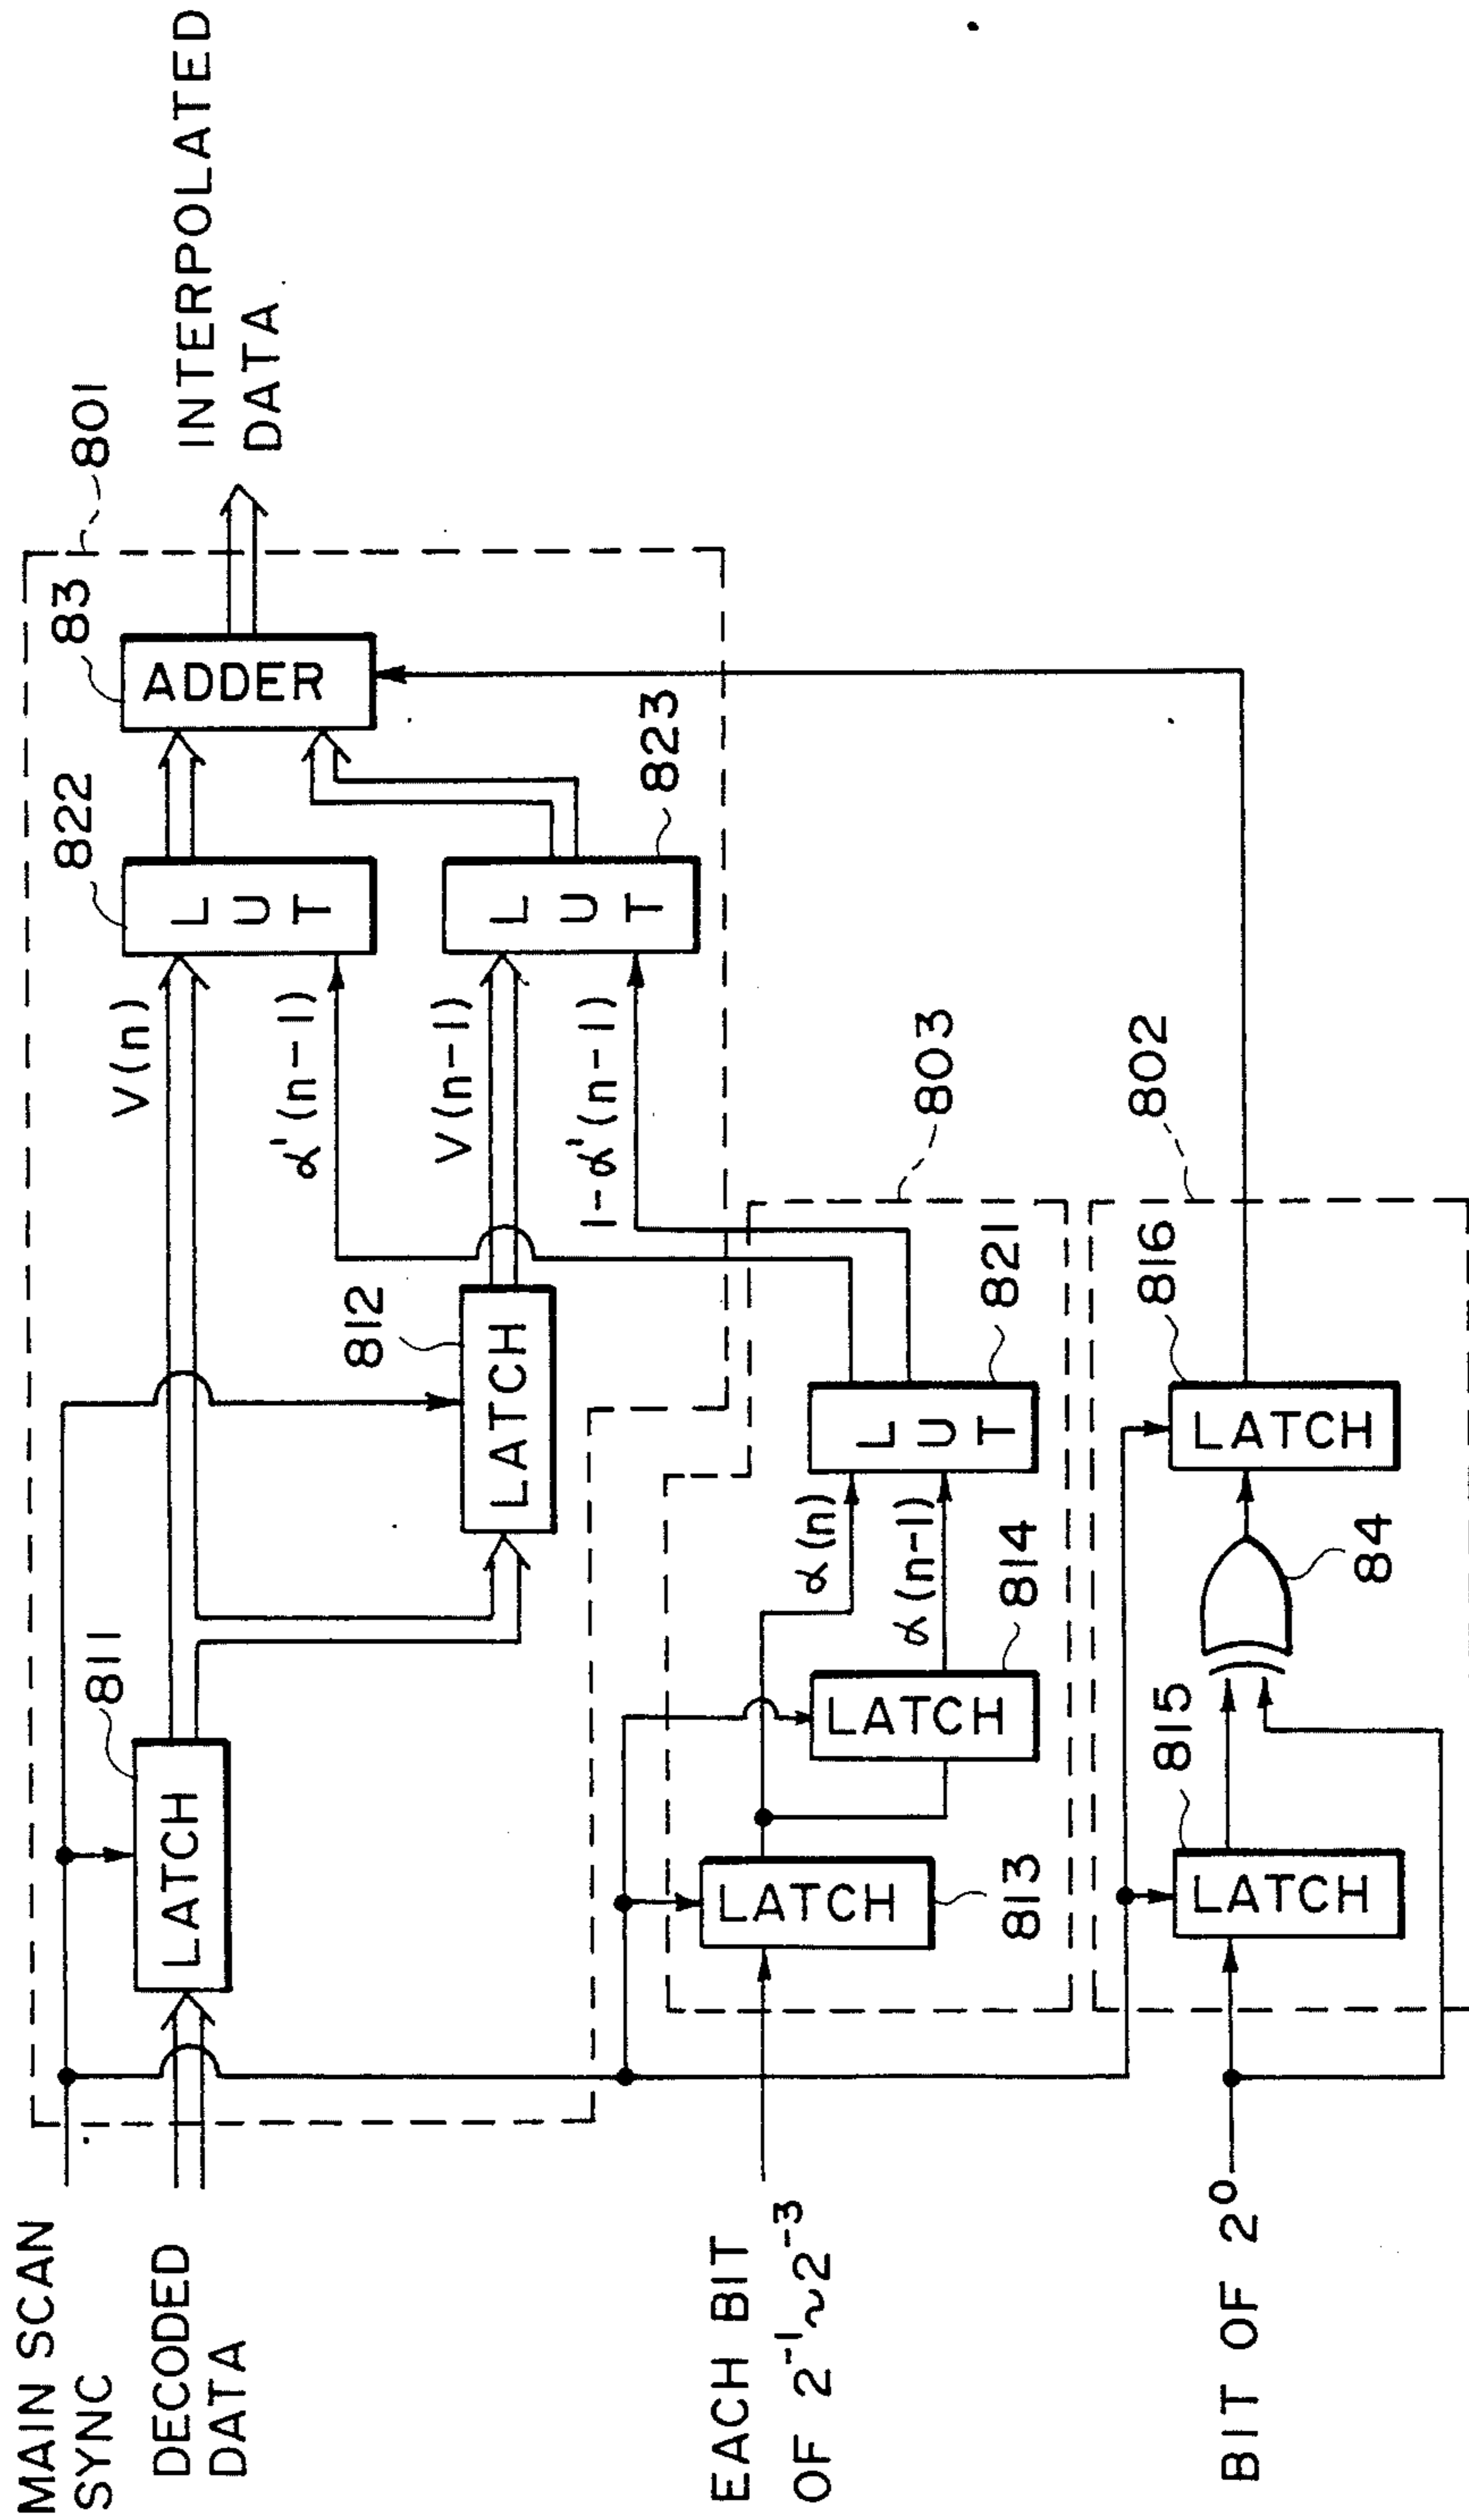 MAIN SCAN
SYNC
DECODED
DATA
811
LATCH
812
LATCH
V(n)
α'(n-1)
V(n-1)
1-α'(n-1)
822
LUT
823
LUT
83
ADDER
801
INTERPOLATED
DATA
EACH BIT
OF 2⁻¹~2⁻³
LATCH
813
LATCH
814
α(n)
α(n-1)
LUT
821
803
BIT OF 2⁰
815
LATCH
84
816
LATCH
802